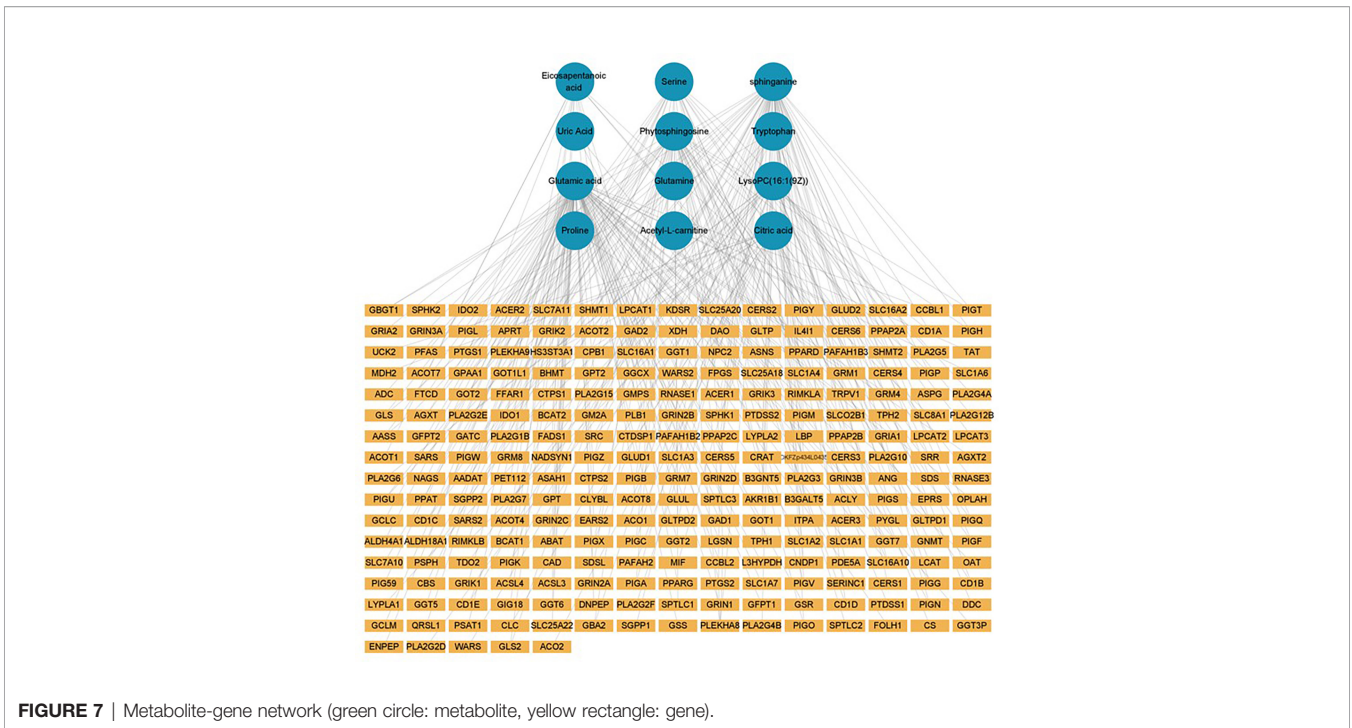 Eicosapentanoic
acid
Serine
sphinganine
Uric Acid
Phytosphingosine
Tryptophan
Glutamic acid
Glutamine
LysoPC(16:1(9Z))
Proline
Acetyl-L-carnitine
Citric acid
GBGT1 SPHK2 IDO2 ACER2 SLC7A11 SHMT1 LPCAT1 KDSR SLC25A20 CERS2 PIGY GLUD2 SLC16A2 CCBL1 PIGT
GRIA2 GRIN3A PIGL APRT GRIK2 ACOT2 GAD2 XDH DAO GLTP IL4I1 CERS6 PPAP2A CD1A PIGH
UCK2 PFAS PTGS1 PLEKHA9 HS3ST3A1 CPB1 SLC16A1 GGT1 NPC2 ASNS PPARD PAFAH1B3 SHMT2 PLA2G5 TAT
MDH2 ACOT7 GPAA1 GOT1L1 BHMT GPT2 GGCX WARS2 FPGS SLC25A18 SLC1A4 GRM1 CERS4 PIGP SLC1A6
ADC FTCD GOT2 FFAR1 CTPS1 PLA2G15 GMPS RNASE1 ACER1 GRIK3 RIMKLA TRPV1 GRM4 ASPG PLA2G4A
GLS AGXT PLA2G2E IDO1 BCAT2 GM2A PLB1 GRIN2B SPHK1 PTDSS2 PIGM SLCO2B1 TPH2 SLC8A1 PLA2G12B
AASS GFPT2 GATC PLA2G1B FADS1 SRC CTDSP1 PAFAH1B2 PPAP2C LYPLA2 LBP PPAP2B GRIA1 LPCAT2 LPCAT3
ACOT1 SARS PIGW GRM8 NADSYN1 PIGZ GLUD1 SLC1A3 CERS5 CRAT CERS3 PLA2G10 SRR AGXT2
PLA2G6 NAGS AADAT PET112 ASAH1 CTPS2 PIGB GRM7 GRIN2D B3GNT5 PLA2G3 GRIN3B ANG SDS RNASE3
PIGU PPAT SGPP2 PLA2G7 GPT CLYBL ACOT8 GLUL SPTLC3 AKR1B1 B3GALT5 ACLY PIGS EPRS OPLAH
GCLC CD1C SARS2 ACOT4 GRIN2C EARS2 ACO1 GLTPD2 GAD1 GOT1 ITPA ACER3 PYGL GLTPD1 PIGQ
ALDH4A1 ALDH18A1 RIMKLB BCAT1 ABAT PIGX PIGC GGT2 LGSN TPH1 SLC1A2 SLC1A1 GGT7 GNMT PIGF
SLC7A10 PSPH TDO2 PIGK CAD SDSL PAFAH2 MIF CCBL2 L3HYPDH CNDP1 PDE5A SLC16A10 LCAT OAT
PIG59 CBS GRIK1 ACSL4 ACSL3 GRIN2A PIGA PPARG PTGS2 SLC1A7 PIGV SERINC1 CERS1 PIGG CD1B
LYPLA1 GGT5 CD1E GIG18 GGT6 DNPEP PLA2G2F SPTLC1 GRIN1 GFPT1 GSR CD1D PTDSS1 PIGN DDC
GCLM QRSL1 PSAT1 CLC SLC25A22 GBA2 SGPP1 GSS PLEKHA8 PLA2G4B PIGO SPTLC2 FOLH1 CS GGT3P
ENPEP PLA2G2D WARS GLS2 ACO2
FIGURE 7 | Metabolite-gene network (green circle: metabolite, yellow rectangle: gene).